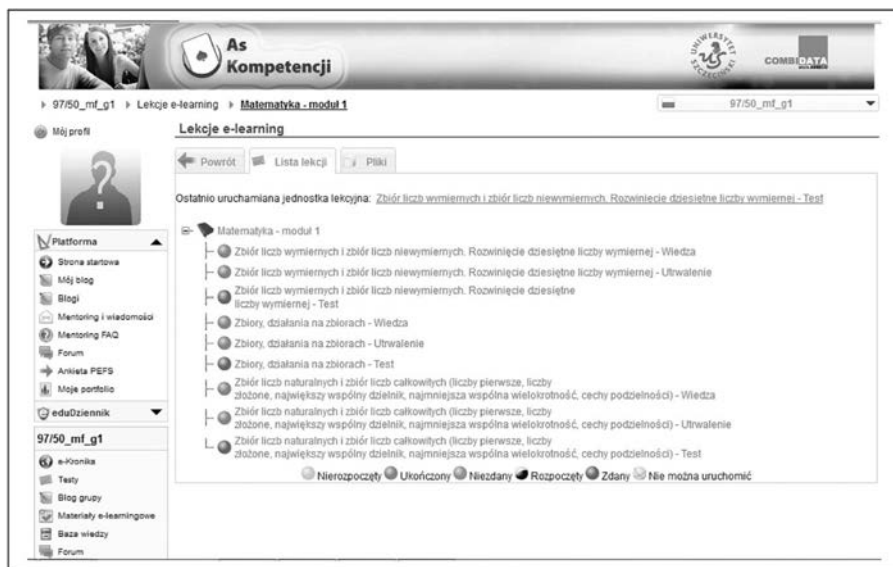 As
Kompetencji
UNIWERSYTET
SZCZECIŃSKI
COMBIDATA
97/50_mf_g1 Lekcje e-learning Matematyka - moduł 1
97/50_mf_g1
Mój profil
Lekcje e-learning
Powrót Lista lekcji Pliki
Ostatnio uruchamiana jednostka lekcyjna: Zbiór liczb wymiernych i zbiór liczb niewymiernych. Rozwinięcie dziesiętne liczby wymiernej - Test
Matematyka - moduł 1
Zbiór liczb wymiernych i zbiór liczb niewymiernych. Rozwinięcie dziesiętne liczby wymiernej - Wiedza
Zbiór liczb wymiernych i zbiór liczb niewymiernych. Rozwinięcie dziesiętne liczby wymiernej - Utrwalenie
Zbiór liczb wymiernych i zbiór liczb niewymiernych. Rozwinięcie dziesiętne
liczby wymiernej - Test
Zbiory, działania na zbiorach - Wiedza
Zbiory, działania na zbiorach - Utrwalenie
Zbiory, działania na zbiorach - Test
Zbiór liczb naturalnych i zbiór liczb całkowitych (liczby pierwsze, liczby
złożone, największy wspólny dzielnik, najmniejsza wspólna wielokrotność, cechy podzielności) - Wiedza
Zbiór liczb naturalnych i zbiór liczb całkowitych (liczby pierwsze, liczby
złożone, największy wspólny dzielnik, najmniejsza wspólna wielokrotność, cechy podzielności) - Utrwalenie
Zbiór liczb naturalnych i zbiór liczb całkowitych (liczby pierwsze, liczby
złożone, największy wspólny dzielnik, najmniejsza wspólna wielokrotność, cechy podzielności) - Test
Nierozpoczęty Ukończony Niezdany Rozpoczęty Zdany Nie można uruchomić
Platforma
Strona startowa
Mój blog
Blogi
Mentoring i wiadomości
Mentoring FAQ
Forum
Ankieta PEFS
Moje portfolio
eduDziennik
97/50_mf_g1
e-Kronika
Testy
Blog grupy
Materiały e-learningowe
Baza wiedzy
Forum